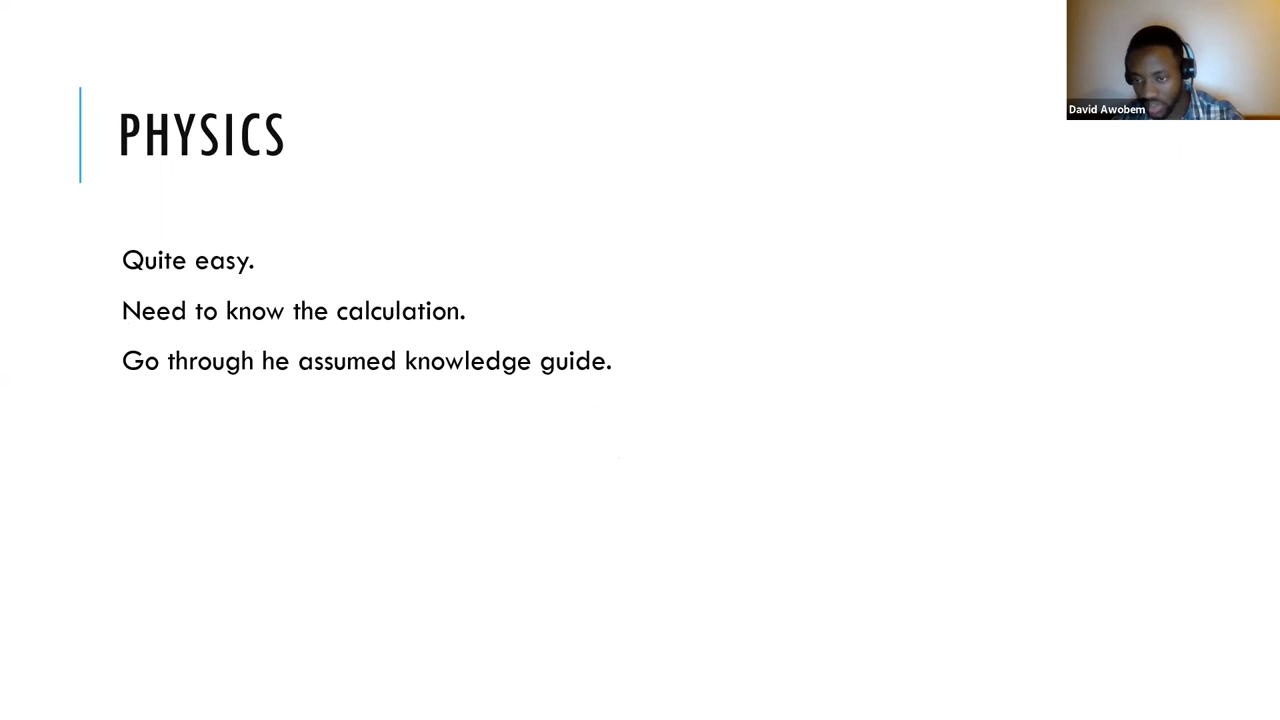 PHYSICS
Quite easy.
Need to know the calculation.
Go through he assumed knowledge guide.
David Awobem